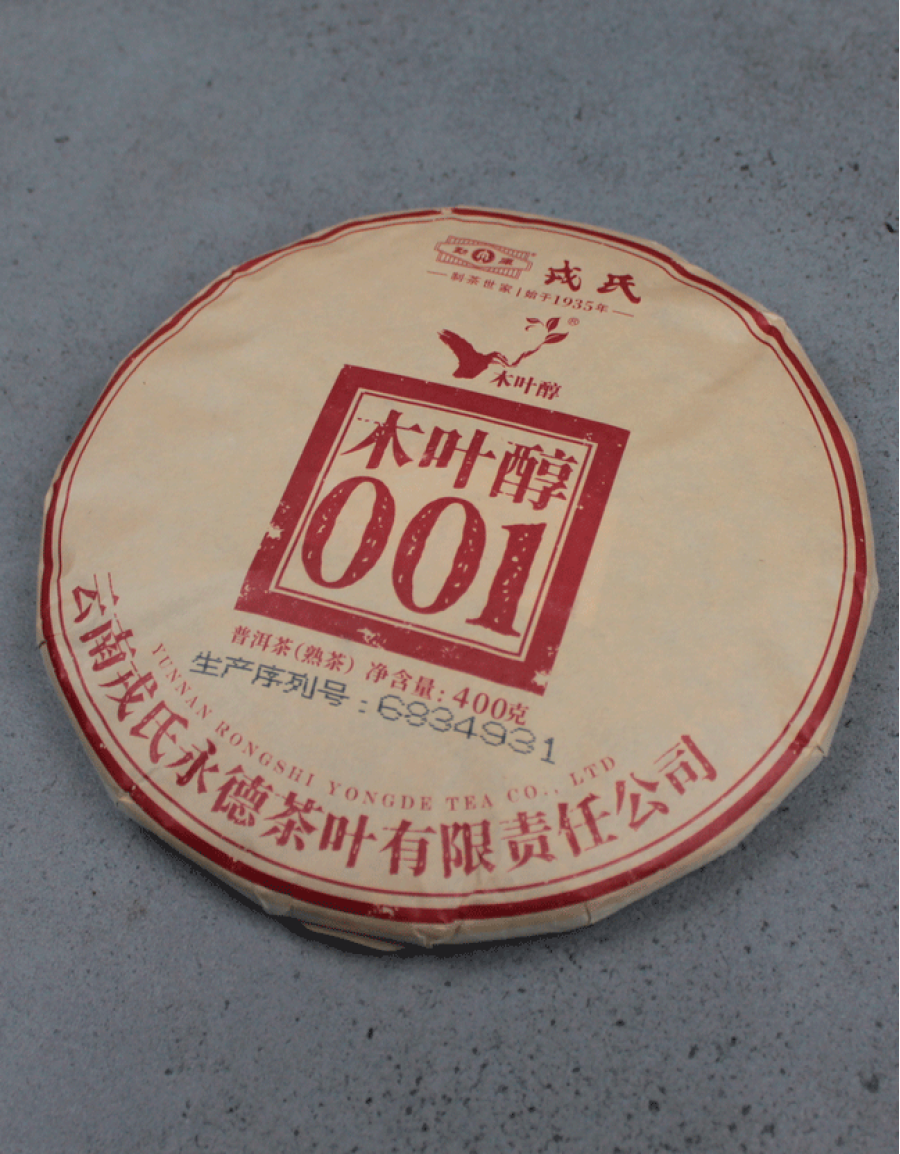 勐康 戎氏
制茶世家|始于1935年
®
木叶醇
木叶醇
001
普洱茶(熟茶) 净含量:400克
生产序列号:6834931
YUNNAN RONGSHI YONGDE TEA CO., LTD
云南戎氏永德茶叶有限责任公司